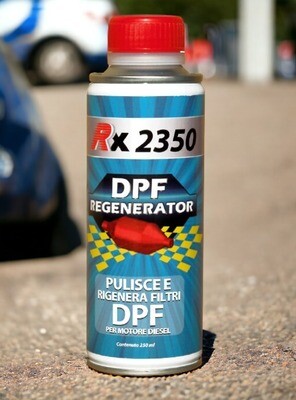 Rx 2350
DPF
REGENERATOR
PULISCE E
RIGENERA FILTRI
DPF
PER MOTORE DIESEL
Contenuto 250 ml